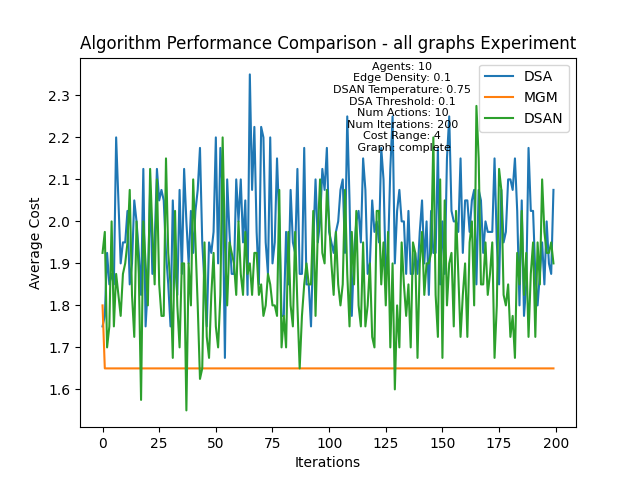 Algorithm Performance Comparison - all graphs Experiment
Agents: 10
Edge Density: 0.1
DSAN Temperature: 0.75
DSA Threshold: 0.1
Num Actions: 10
Num Iterations: 200
Cost Range: 4
Graph: complete
DSA
MGM
DSAN
Average Cost
2.3
2.2
2.1
2.0
1.9
1.8
1.7
1.6
0 25 50 75 100 125 150 175 200
Iterations